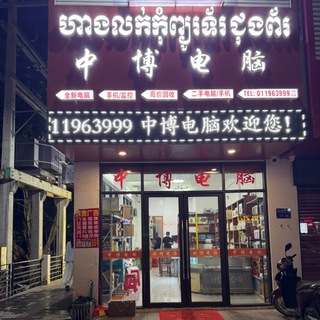 ហាងលក់កុំព្យូទ័រជុងព័រ
中博电脑
全新电脑 手机/监控 高价回收 二手电脑/手机 TEL: 011963999
11963999 中博电脑欢迎您！
中博电脑